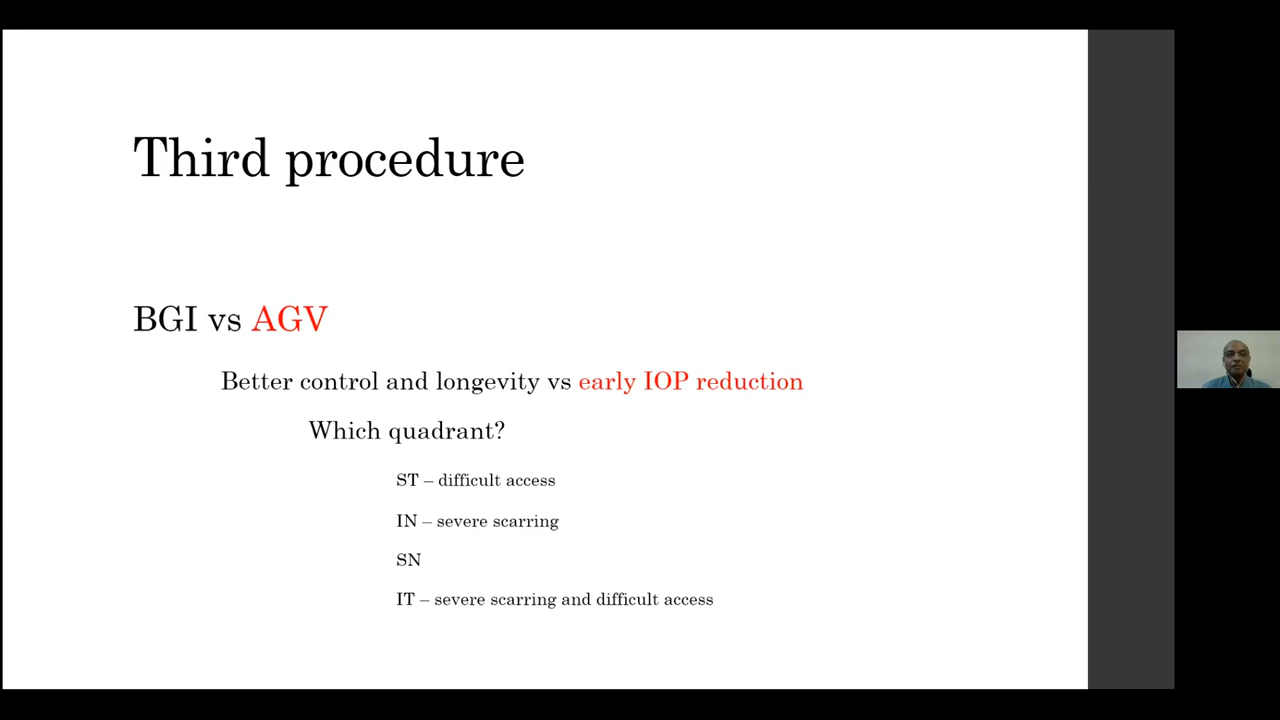 Third procedure
BGI vs AGV
Better control and longevity vs early IOP reduction
Which quadrant?
ST – difficult access
IN – severe scarring
SN
IT – severe scarring and difficult access